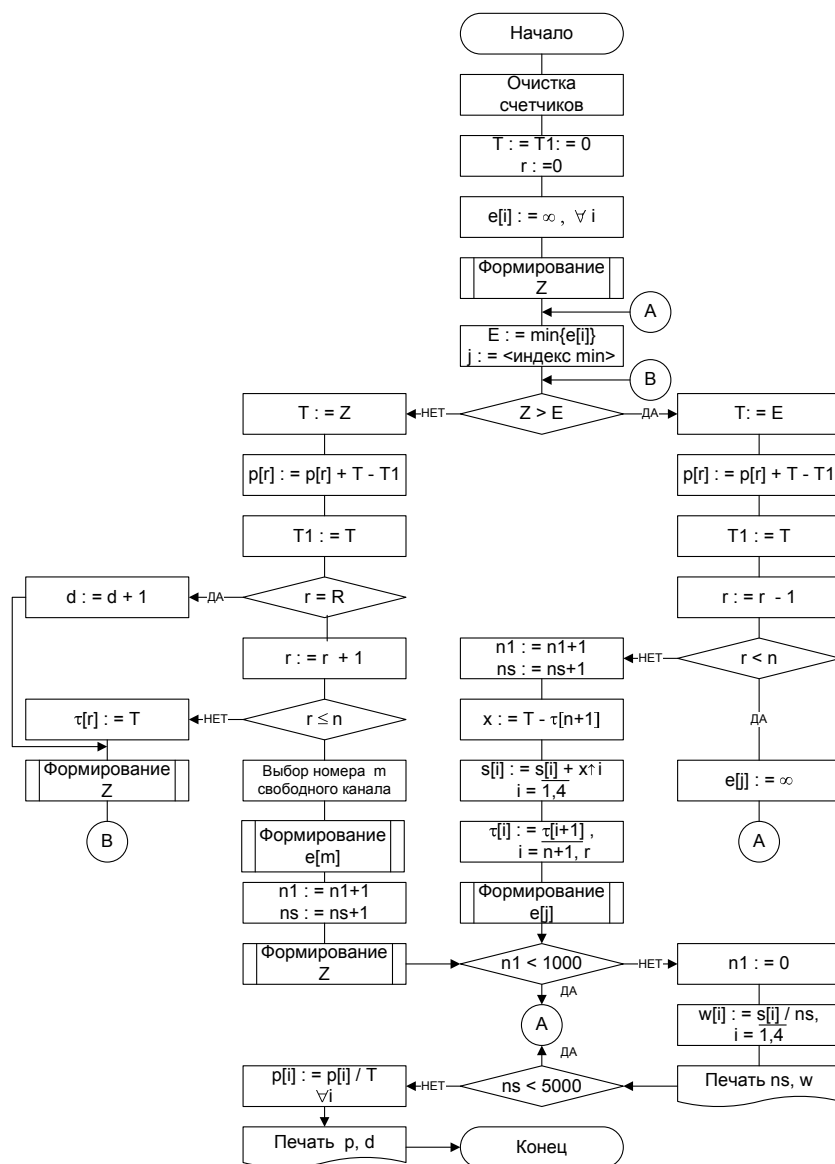 Начало
Очистка
счетчиков
T : = T1: = 0
r : =0
e[i] : = ∞ , ∀ i
Формирование
Z
A
E : = min{e[i]}
j : = <индекс min>
B
T : = Z
НЕТ
Z > E
ДА
T: = E
p[r] : = p[r] + T - T1
p[r] : = p[r] + T - T1
T1 : = T
T1 : = T
d : = d + 1
ДА
r = R
r : = r - 1
r : = r + 1
n1 : = n1+1
ns : = ns+1
НЕТ
r < n
τ[r] : = T
НЕТ
r ≤ n
x : = T - τ[n+1]
ДА
Формирование
Z
Выбор номера m
свободного канала
s[i] : = s[i] + x↑i
i = 1,4
e[j] : = ∞
B
Формирование
e[m]
τ[i] : = τ[i+1] ,
i = n+1, r
A
n1 : = n1+1
ns : = ns+1
Формирование
e[j]
Формирование
Z
n1 < 1000
НЕТ
n1 : = 0
ДА
A
w[i] : = s[i] / ns,
i = 1,4
ДА
p[i] : = p[i] / T
∀i
НЕТ
ns < 5000
Печать ns, w
Печать p, d
Конец